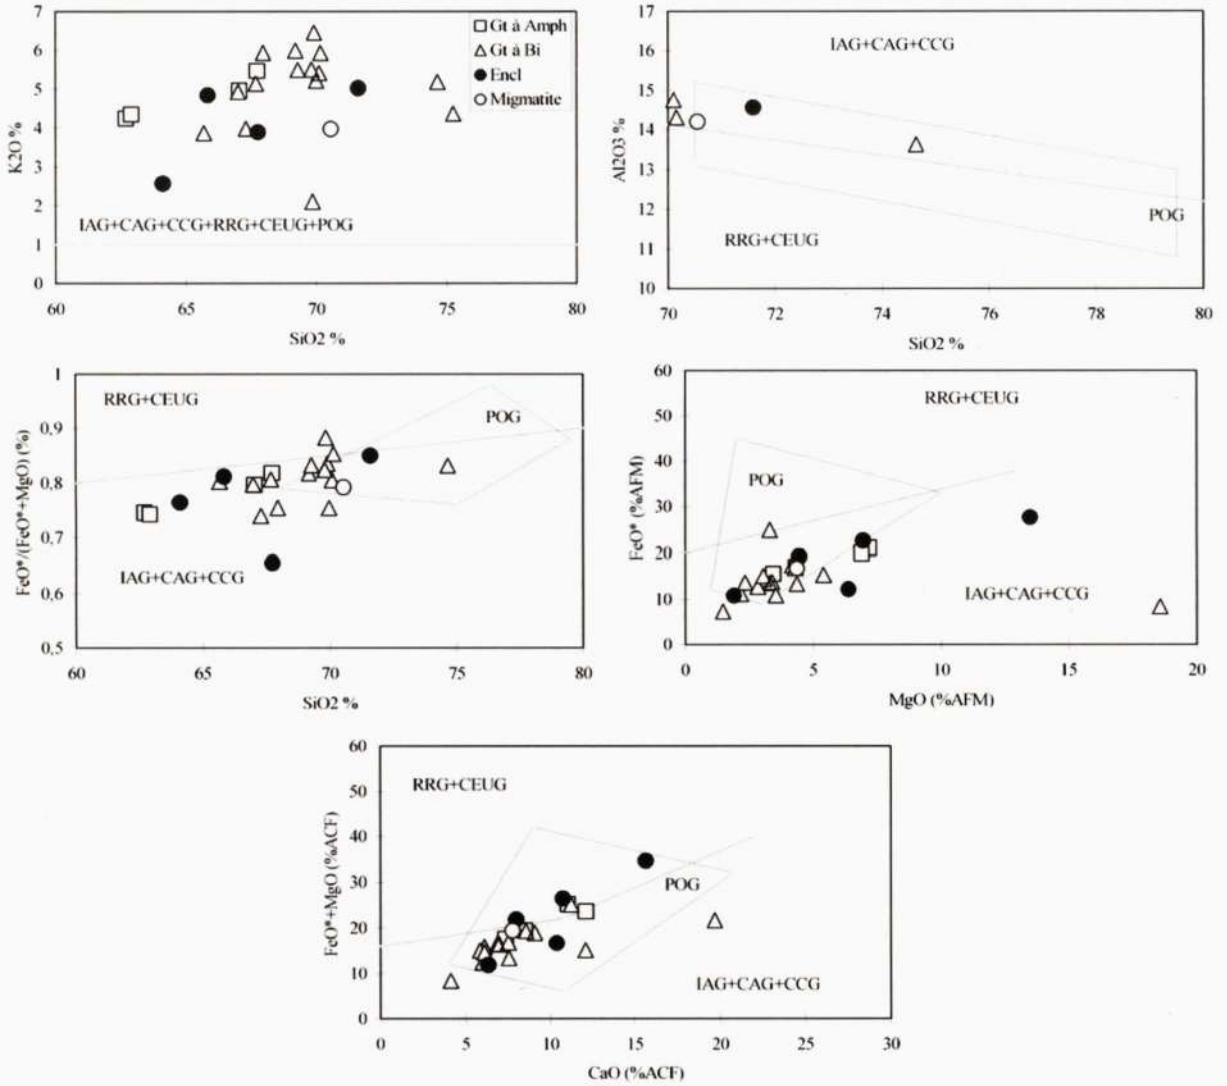 7
6
5
4
3
2
1
0
K2O %
60
65
70
75
80
SiO2 %
Gt à Amph
Gt à Bi
Encl
Migmatite
IAG+CAG+CCG+RRG+CEUG+POG
17
16
15
14
13
12
11
10
Al2O3 %
70
72
74
76
78
80
SiO2 %
IAG+CAG+CCG
POG
RRG+CEUG
1
0,9
0,8
0,7
0,6
0,5
FeO*/(FeO*+MgO) (%)
60
65
70
75
80
SiO2 %
RRG+CEUG
POG
IAG+CAG+CCG
60
50
40
30
20
10
0
FeO* (%AFM)
0
5
10
15
20
MgO (%AFM)
RRG+CEUG
POG
IAG+CAG+CCG
60
50
40
30
20
10
0
FeO*+MgO (%ACF)
0
5
10
15
20
25
30
CaO (%ACF)
RRG+CEUG
POG
IAG+CAG+CCG